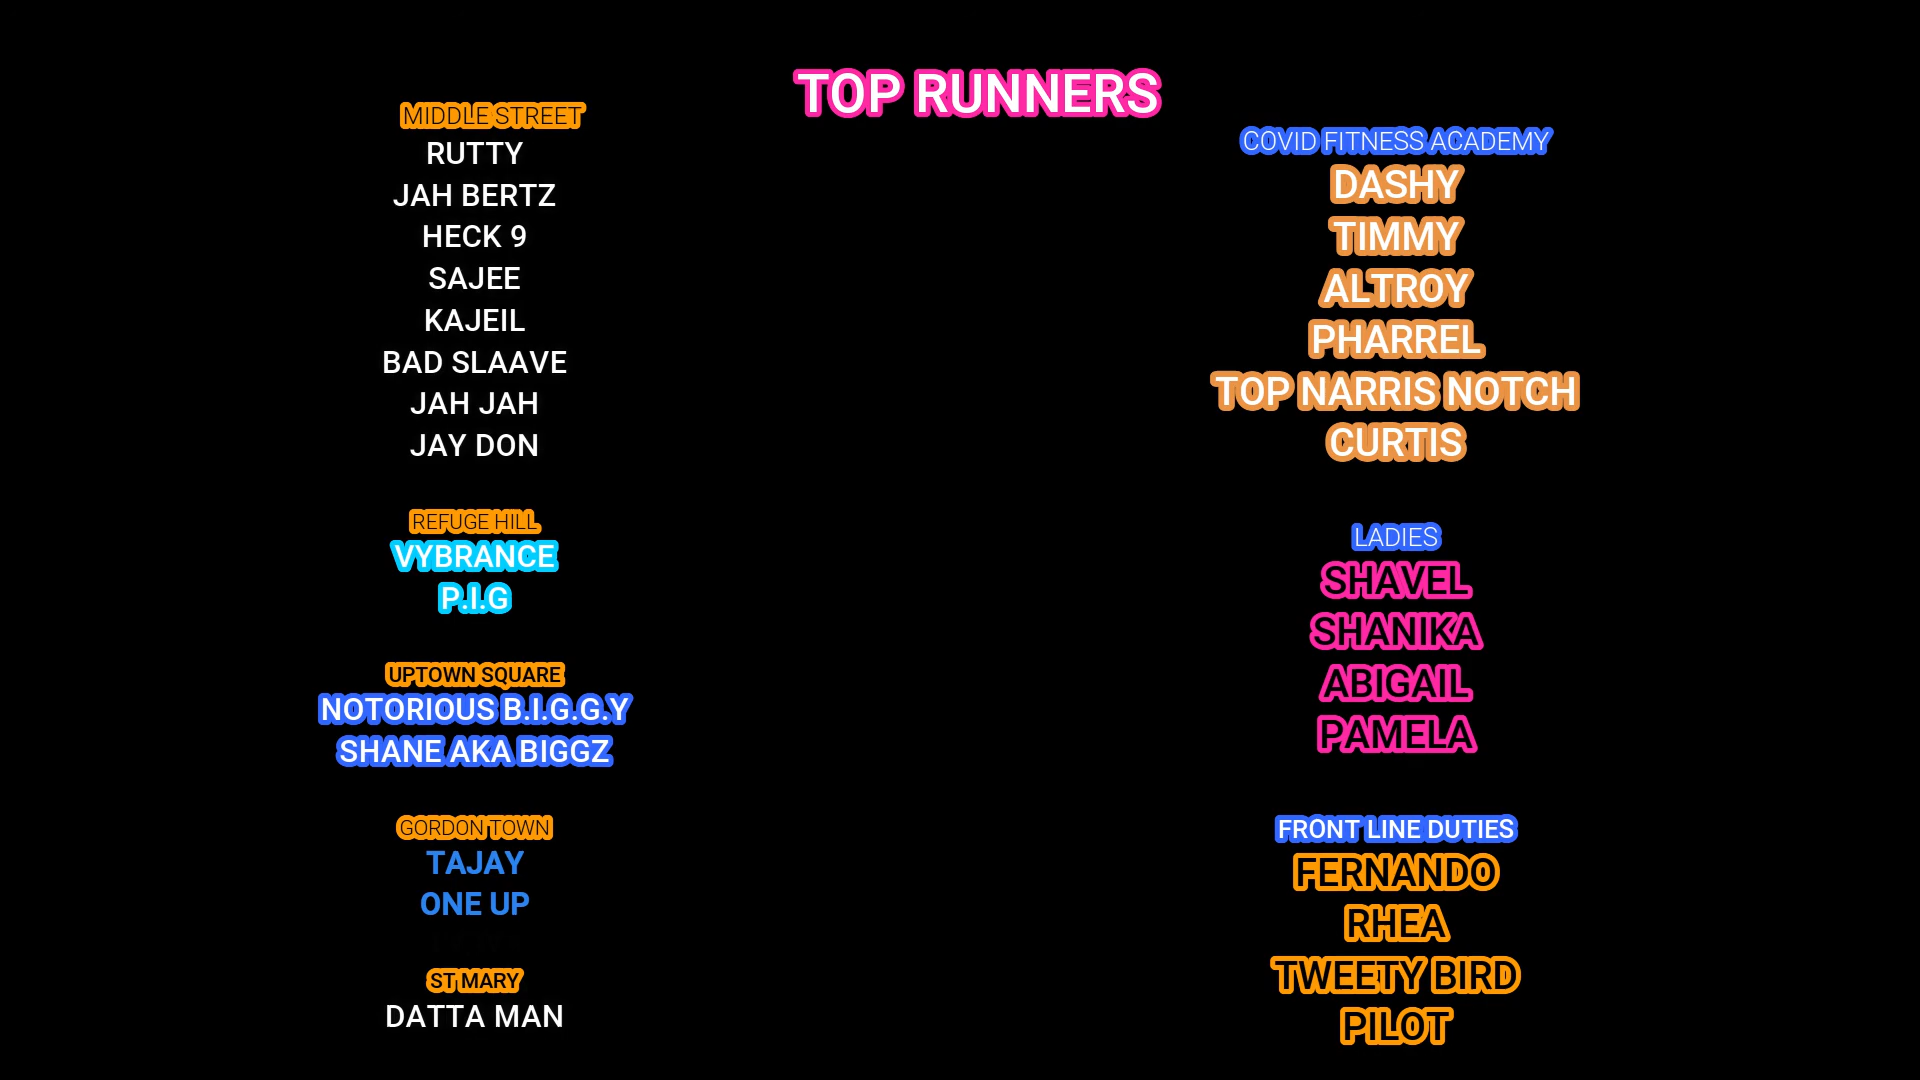 TOP RUNNERS
MIDDLE STREET
RUTTY
JAH BERTZ
HECK 9
SAJEE
KAJEIL
BAD SLAAVE
JAH JAH
JAY DON
REFUGE HILL
VYBRANCE
P.I.G
UPTOWN SQUARE
NOTORIOUS B.I.G.G.Y
SHANE AKA BIGGZ
GORDON TOWN
TAJAY
ONE UP
ST MARY
DATTA MAN
COVID FITNESS ACADEMY
DASHY
TIMMY
ALTROY
PHARREL
TOP NARRIS NOTCH
CURTIS
LADIES
SHAVEL
SHANIKA
ABIGAIL
PAMELA
FRONT LINE DUTIES
FERNANDO
RHEA
TWEETY BIRD
PILOT